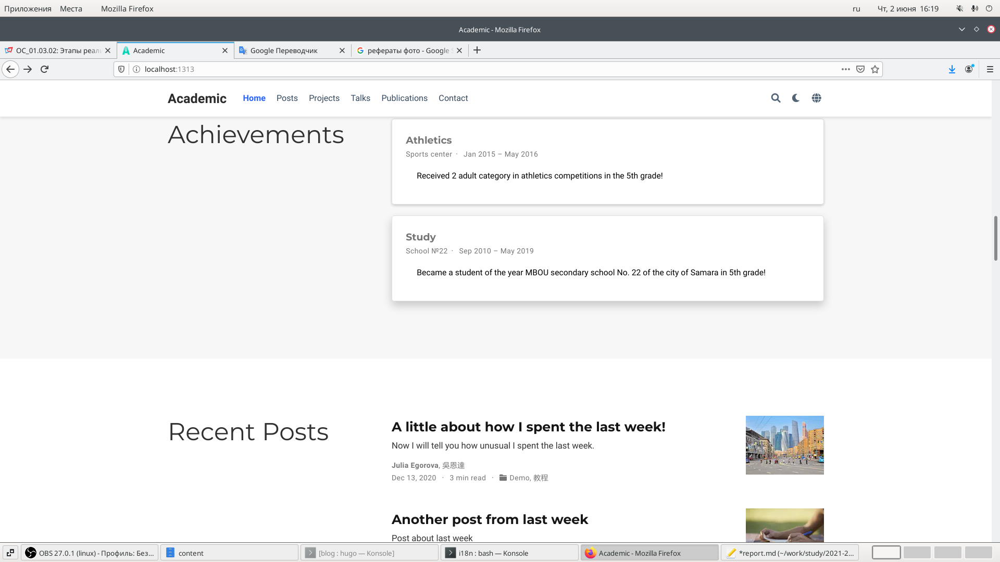 Приложения Места Mozilla Firefox ru Чт, 2 июня 16:19
Academic - Mozilla Firefox
ОС_01.03.02: Этапы реал Academic Google Переводчик рефераты фото - Google S
localhost:1313
Academic Home Posts Projects Talks Publications Contact
Achievements
Athletics
Sports center · Jan 2015 – May 2016
Received 2 adult category in athletics competitions in the 5th grade!
Study
School №22 · Sep 2010 – May 2019
Became a student of the year MBOU secondary school No. 22 of the city of Samara in 5th grade!
Recent Posts
A little about how I spent the last week!
Now I will tell you how unusual I spent the last week.
Julia Egorova, 吳恩達
Dec 13, 2020 · 3 min read · Demo, 教程
Another post from last week
Post about last week
OBS 27.0.1 (linux) - Профиль: Без... content [blog : hugo — Konsole] i18n : bash — Konsole Academic - Mozilla Firefox *report.md (~/work/study/2021-2...